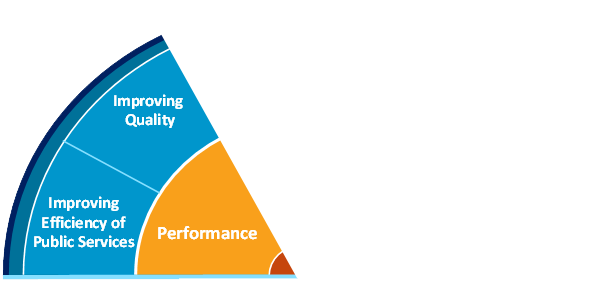 Improving
Quality
Improving
Efficiency of
Public Services
Performance